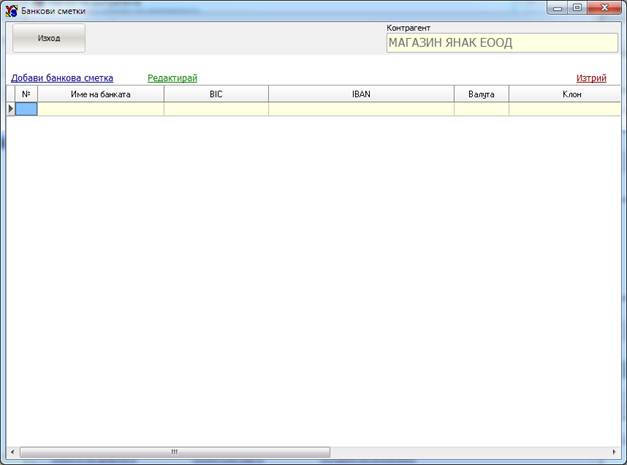 Банкови сметки
Изход
Контрагент
МАГАЗИН ЯНАК ЕООД
Добави банкова сметка Редактирай Изтрий
№ Име на банката BIC IBAN Валута Клон